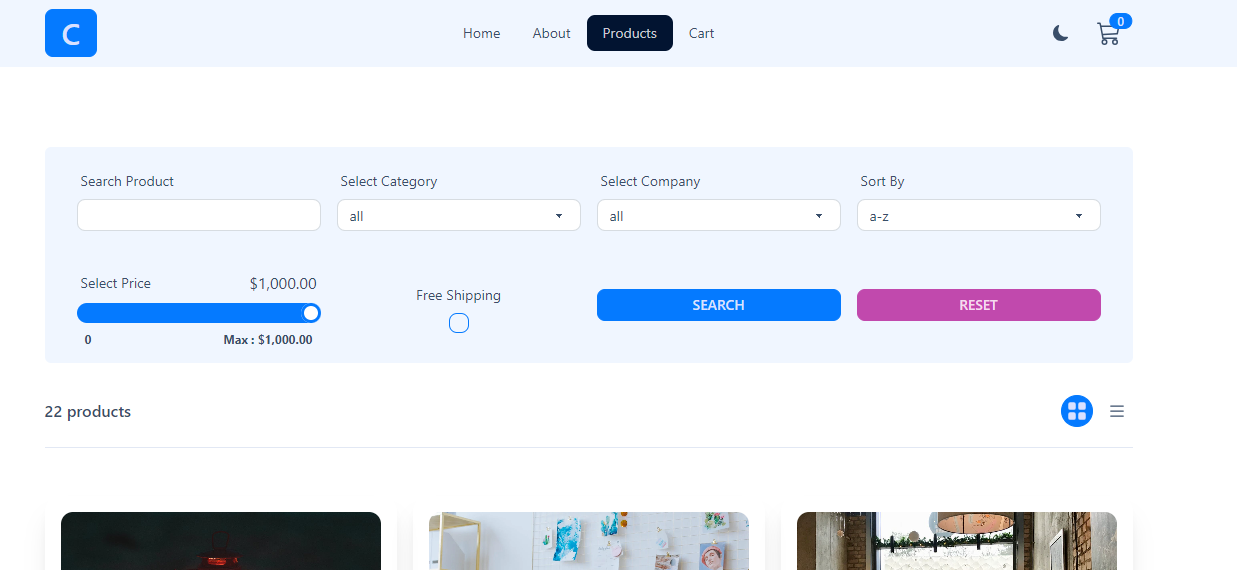 C
Home About Products Cart 0
Search Product Select Category Select Company Sort By
all all a-z
Select Price $1,000.00 Free Shipping SEARCH RESET
0 Max : $1,000.00
22 products